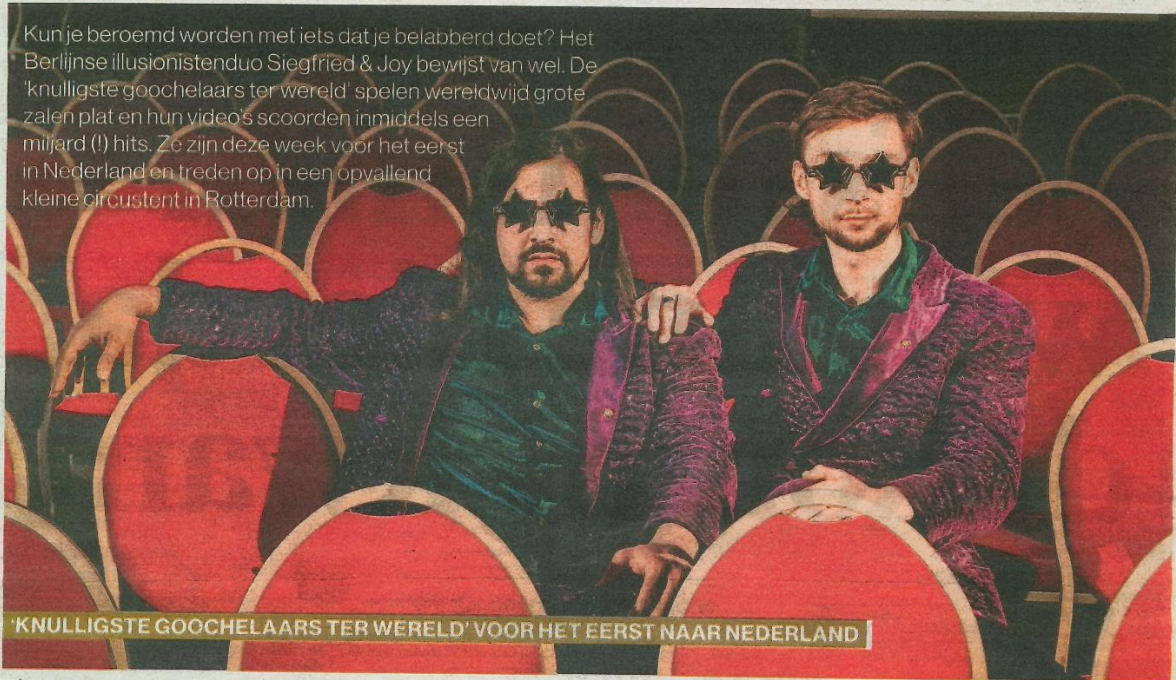 Kun je beroemd worden met iets dat je belabberd doet? Het
Berlijnse illusionistenduo Siegfried & Joy bewijst van wel. De
'knulligste goochelaars ter wereld' spelen wereldwijd grote
zalen plat en hun video's scoorden inmiddels een
miljard (!) hits. Ze zijn deze week voor het eerst
in Nederland en treden op in een opvallend
kleine circustent in Rotterdam.
'KNULLIGSTE GOOCHELAARS TER WERELD' VOOR HET EERST NAAR NEDERLAND